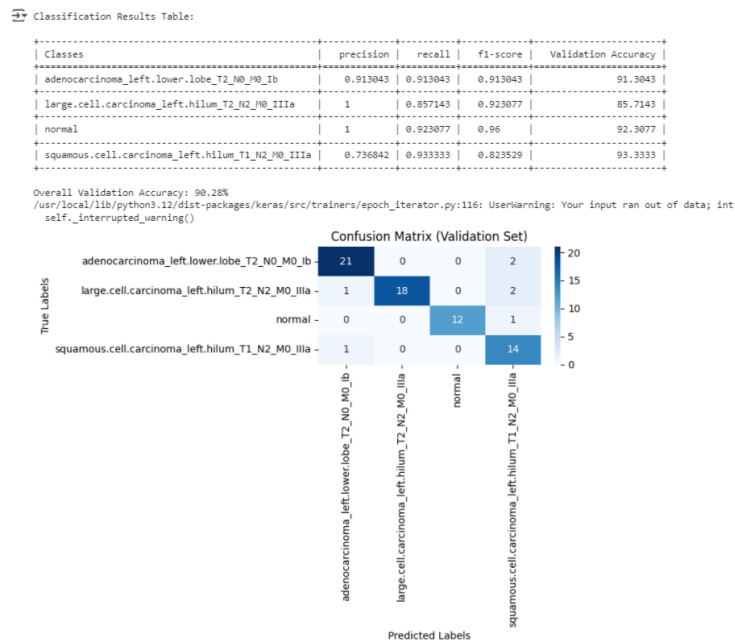 Classification Results Table:
Classes | precision | recall | f1-score | Validation Accuracy
adenocarcinoma_left.lower.lobe_T2_N0_M0_Ib | 0.913043 | 0.913043 | 0.913043 | 91.3043
large.cell.carcinoma_left.hilum_T2_N2_M0_IIIa | 1 | 0.857143 | 0.923077 | 85.7143
normal | 1 | 0.923077 | 0.96 | 92.3077
squamous.cell.carcinoma_left.hilum_T1_N2_M0_IIIa | 0.736842 | 0.933333 | 0.823529 | 93.3333
Overall Validation Accuracy: 90.28%
/usr/local/lib/python3.12/dist-packages/keras/src/trainers/epoch_iterator.py:116: UserWarning: Your input ran out of data; int
self._interrupted_warning()
Confusion Matrix (Validation Set)
True Labels
adenocarcinoma_left.lower.lobe_T2_N0_M0_Ib 21 0 0 2
large.cell.carcinoma_left.hilum_T2_N2_M0_IIIa 1 18 0 2
normal 0 0 12 1
squamous.cell.carcinoma_left.hilum_T1_N2_M0_IIIa 1 0 0 14
20
15
10
5
0
adenocarcinoma_left.lower.lobe_T2_N0_M0_Ib
large.cell.carcinoma_left.hilum_T2_N2_M0_IIIa
normal
squamous.cell.carcinoma_left.hilum_T1_N2_M0_IIIa
Predicted Labels